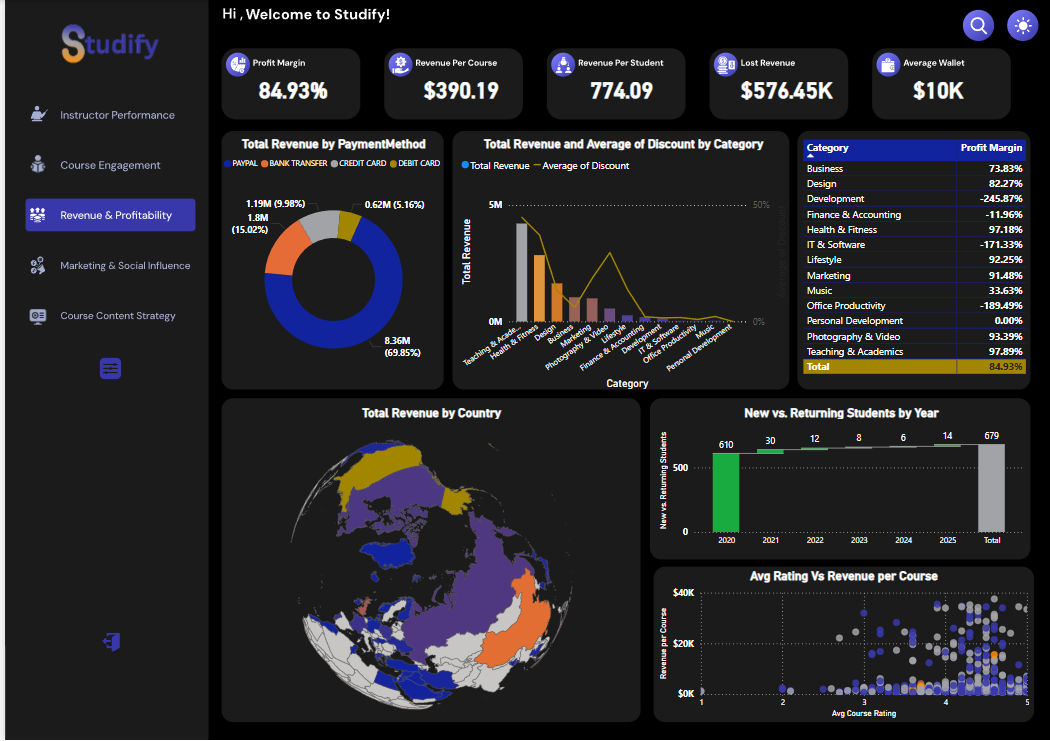 Studify
Instructor Performance
Course Engagement
Revenue & Profitability
Marketing & Social Influence
Course Content Strategy
Hi , Welcome to Studify!
Profit Margin
84.93%
Revenue Per Course
$390.19
Revenue Per Student
774.09
Lost Revenue
$576.45K
Average Wallet
$10K
Total Revenue by PaymentMethod
PAYPAL BANK TRANSFER CREDIT CARD DEBIT CARD
1.19M (9.98%)
0.62M (5.16%)
1.8M
(15.02%)
8.36M
(69.85%)
Total Revenue and Average of Discount by Category
Total Revenue Average of Discount
Total Revenue
5M
0M
50%
0%
Average of Discount
Teaching & Acade...
Health & Fitness
Design
Business
Marketing
Photography & Video
Lifestyle
Finance & Accounting
Development
IT & Software
Office Productivity
Music
Personal Development
Category
Category Profit Margin
Business 73.83%
Design 82.27%
Development -245.87%
Finance & Accounting -11.96%
Health & Fitness 97.18%
IT & Software -171.33%
Lifestyle 92.25%
Marketing 91.48%
Music 33.63%
Office Productivity -189.49%
Personal Development 0.00%
Photography & Video 93.39%
Teaching & Academics 97.89%
Total 84.93%
Total Revenue by Country
New vs. Returning Students by Year
New vs. Returning Students
500
0
610
30
12
8
6
14
679
2020 2021 2022 2023 2024 2025 Total
Avg Rating Vs Revenue per Course
Revenue per Course
$40K
$20K
$0K
1 2 3 4 5
Avg Course Rating